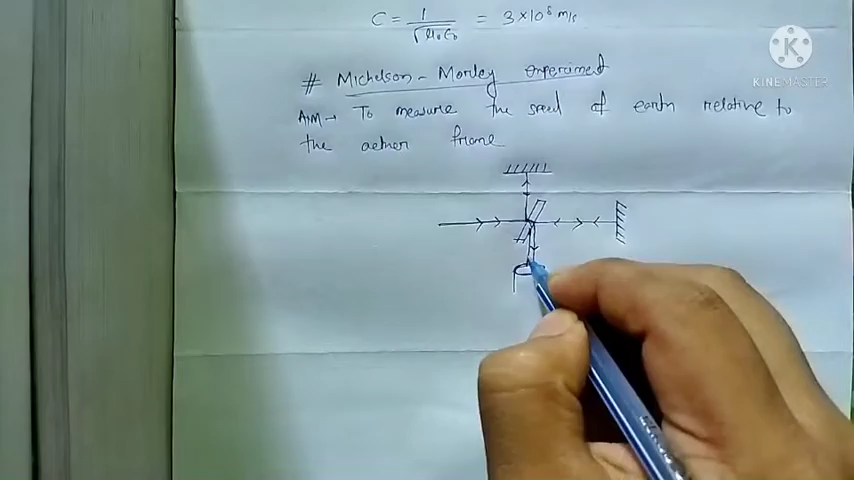 C = 1/√μ₀ε₀ = 3×10⁸ m/s
# Michelson - Morley experiment
AIM → To measure the speed of earth relative to
the aether frame
KINEMASTER